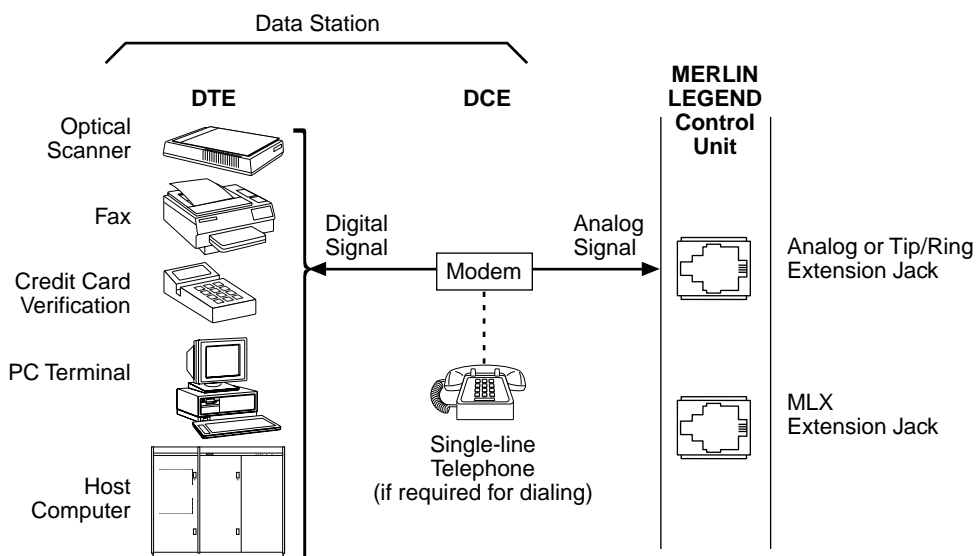 Data Station
DTE
DCE
MERLIN
LEGEND
Control
Unit
Optical
Scanner
Fax
Credit Card
Verification
PC Terminal
Host
Computer
Digital
Signal
Modem
Analog
Signal
Single-line
Telephone
(if required for dialing)
Analog or Tip/Ring
Extension Jack
MLX
Extension Jack